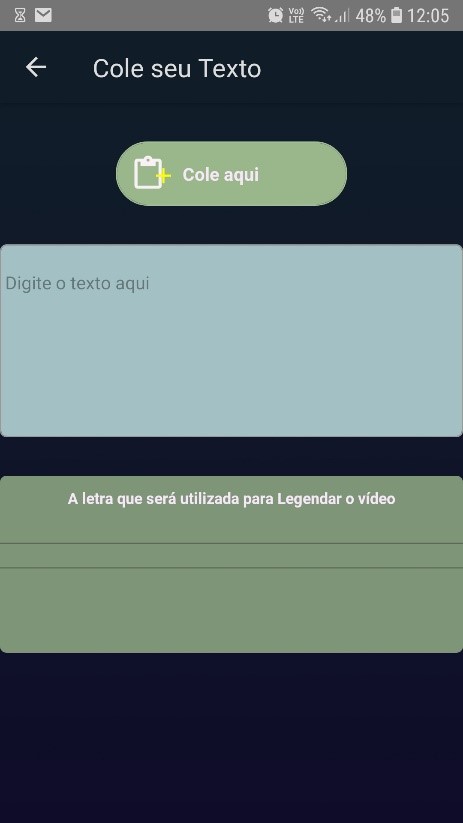 Vo))
LTE
48%
12:05
Cole seu Texto
Cole aqui
Digite o texto aqui
A letra que será utilizada para Legendar o vídeo